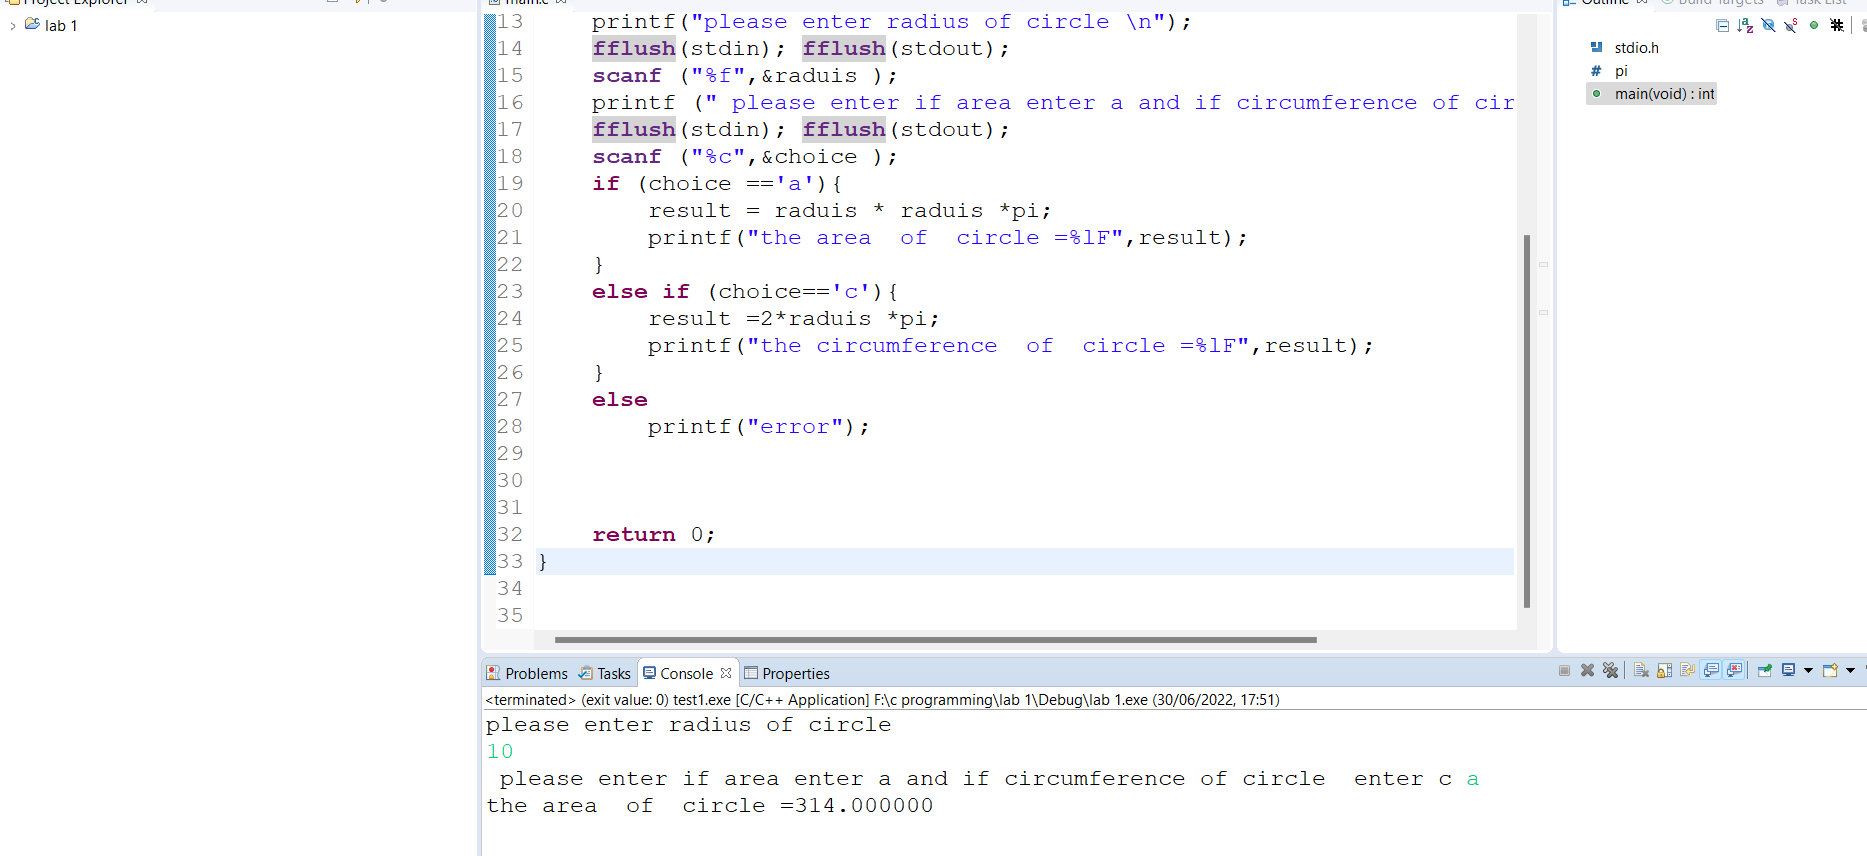 Project Explorer
lab 1
main.c
13 printf("please enter radius of circle \n");
14 fflush(stdin); fflush(stdout);
15 scanf ("%f",&raduis );
16 printf (" please enter if area enter a and if circumference of cir
17 fflush(stdin); fflush(stdout);
18 scanf ("%c",&choice );
19 if (choice =='a'){
20 result = raduis * raduis *pi;
21 printf("the area  of  circle =%lF",result);
22 }
23 else if (choice=='c'){
24 result =2*raduis *pi;
25 printf("the circumference  of  circle =%lF",result);
26 }
27 else
28 printf("error");
29
30
31
32 return 0;
33 }
34
35
Outline Build Targets Task List
stdio.h
# pi
main(void) : int
Problems Tasks Console Properties
<terminated> (exit value: 0) test1.exe [C/C++ Application] F:\c programming\lab 1\Debug\lab 1.exe (30/06/2022, 17:51)
please enter radius of circle
10
please enter if area enter a and if circumference of circle  enter c a
the area  of  circle =314.000000